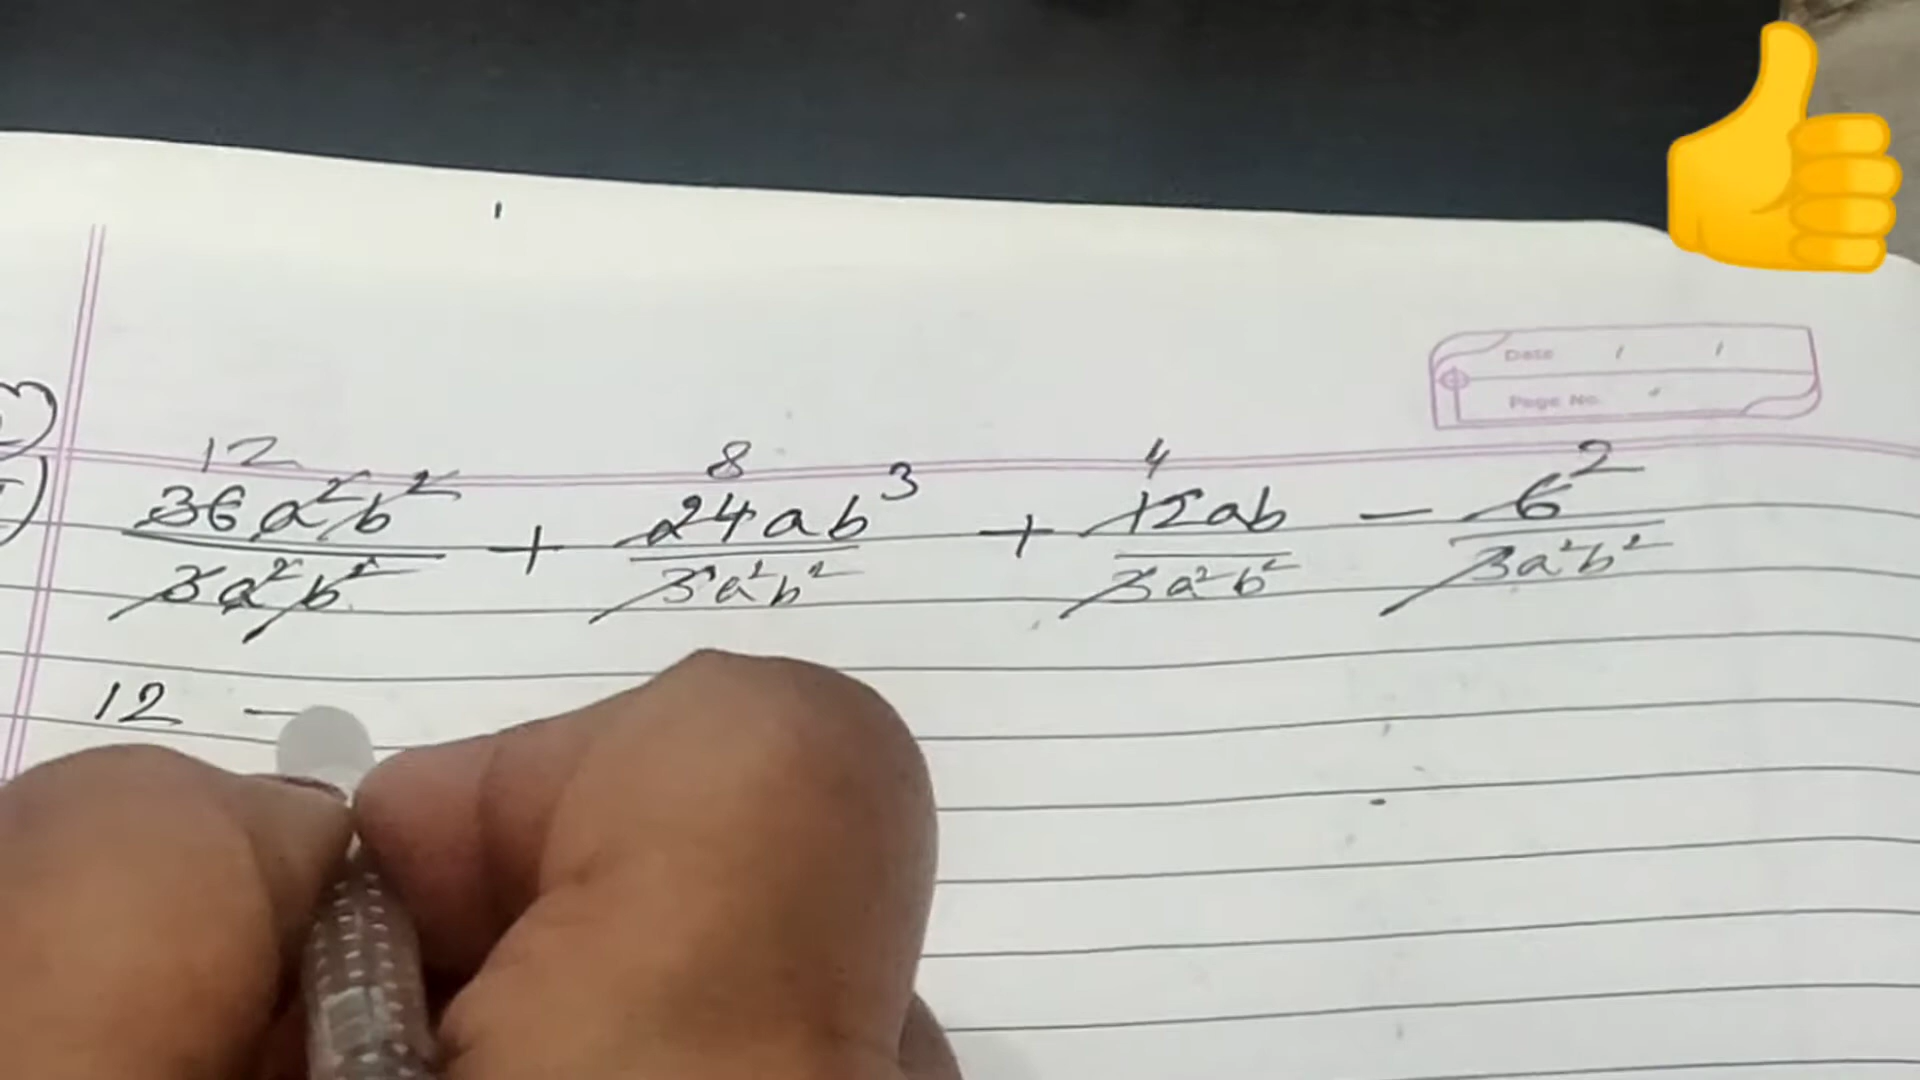 Date / /
Page No.
12 8 4 2
36a²b² + 24ab³ + 12ab - 6
3a²b² 3a²b² 3a²b² 3a²b²
12 -